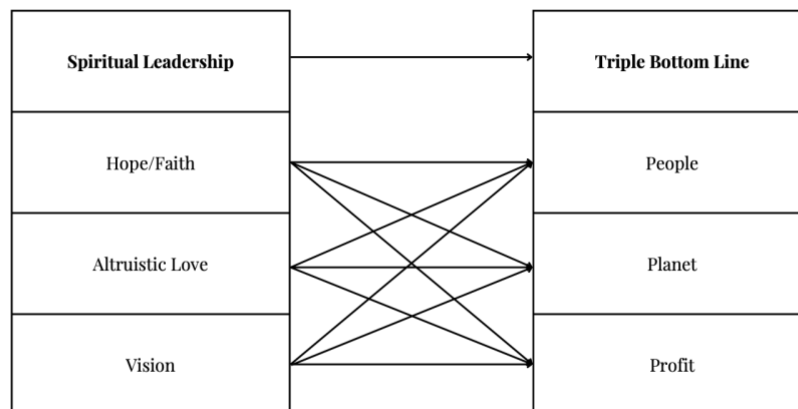 Spiritual Leadership
Triple Bottom Line
Hope/Faith
People
Altruistic Love
Planet
Vision
Profit